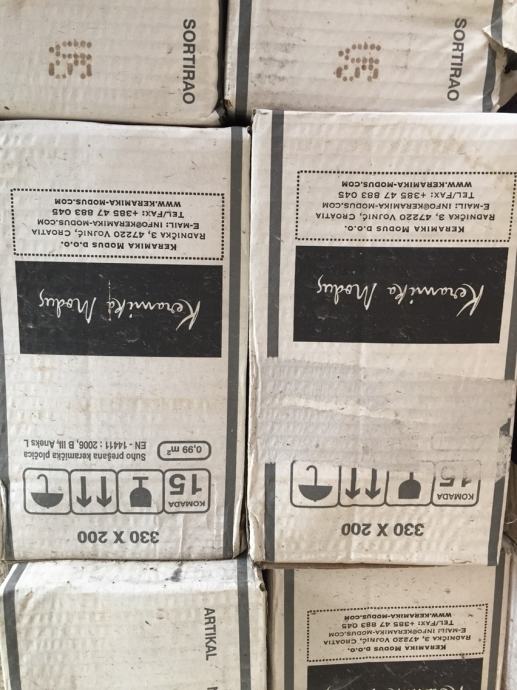 SORTIRAO
SORTIRAO
330 X 200
KOMADA
15
0,99 m²
Suho prešana keramička pločica
EN - 14411 : 2006, B III, Aneks L
Keramika Modus
KERAMIKA MODUS D.O.O.
RADNIČKA 3, 47220 VOJNIĆ, CROATIA
E-MAIL: INFO@KERAMIKA-MODUS.COM
TEL/FAX: +385 47 883 045
WWW.KERAMIKA-MODUS.COM
330 X 200
KOMADA
15
Keramika Modus
KERAMIKA MODUS D.O.O.
RADNIČKA 3, 47220 VOJNIĆ, CROATIA
E-MAIL: INFO@KERAMIKA-MODUS.COM
TEL/FAX: +385 47 883 045
WWW.KERAMIKA-MODUS.COM
ARTIKAL
KERAMIKA MODUS D.O.O.
RADNIČKA 3, 47220 VOJNIĆ, CROATIA
E-MAIL: INFO@KERAMIKA-MODUS.COM
TEL/FAX: +385 47 883 045
WWW.KERAMIKA-MODUS.COM